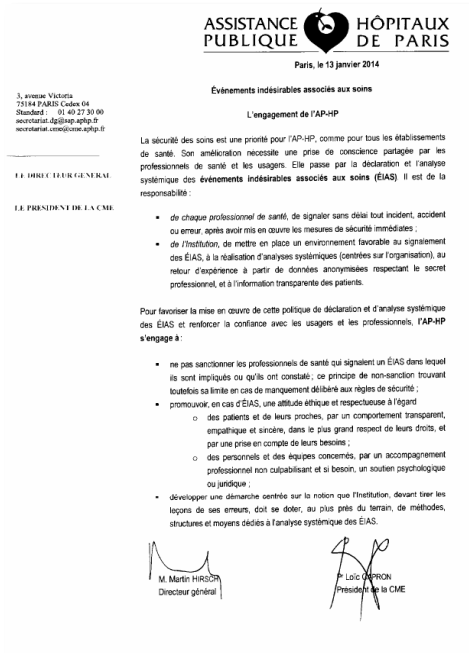 ASSISTANCE HÔPITAUX
PUBLIQUE DE PARIS
Paris, le 13 janvier 2014
3, avenue Victoria
75184 PARIS Cedex 04
Standard : 01 40 27 30 00
secretariat.dg@sap.aphp.fr
secretariat.cme@cme.aphp.fr
LE DIRECTEUR GENERAL
LE PRESIDENT DE LA CME
Événements indésirables associés aux soins
L'engagement de l'AP-HP
La sécurité des soins est une priorité pour l'AP-HP, comme pour tous les établissements
de santé. Son amélioration nécessite une prise de conscience partagée par les
professionnels de santé et les usagers. Elle passe par la déclaration et l'analyse
systémique des événements indésirables associés aux soins (ÉIAS). Il est de la
responsabilité :
▪ de chaque professionnel de santé, de signaler sans délai tout incident, accident
ou erreur, après avoir mis en œuvre les mesures de sécurité immédiates ;
▪ de l'Institution, de mettre en place un environnement favorable au signalement
des ÉIAS, à la réalisation d'analyses systémiques (centrées sur l'organisation), au
retour d'expérience à partir de données anonymisées respectant le secret
professionnel, et à l'information transparente des patients.
Pour favoriser la mise en œuvre de cette politique de déclaration et d'analyse systémique
des ÉIAS et renforcer la confiance avec les usagers et les professionnels, l'AP-HP
s'engage à :
▪ ne pas sanctionner les professionnels de santé qui signalent un ÉIAS dans lequel
ils sont impliqués ou qu'ils ont constaté ; ce principe de non-sanction trouvant
toutefois sa limite en cas de manquement délibéré aux règles de sécurité ;
▪ promouvoir, en cas d'ÉIAS, une attitude éthique et respectueuse à l'égard
o des patients et de leurs proches, par un comportement transparent,
empathique et sincère, dans le plus grand respect de leurs droits, et
par une prise en compte de leurs besoins ;
o des personnels et des équipes concernés, par un accompagnement
professionnel non culpabilisant et si besoin, un soutien psychologique
ou juridique ;
▪ développer une démarche centrée sur la notion que l'Institution, devant tirer les
leçons de ses erreurs, doit se doter, au plus près du terrain, de méthodes,
structures et moyens dédiés à l'analyse systémique des ÉIAS.
M. Martin HIRSCH
Directeur général
Pr Loïc CAPRON
Président de la CME